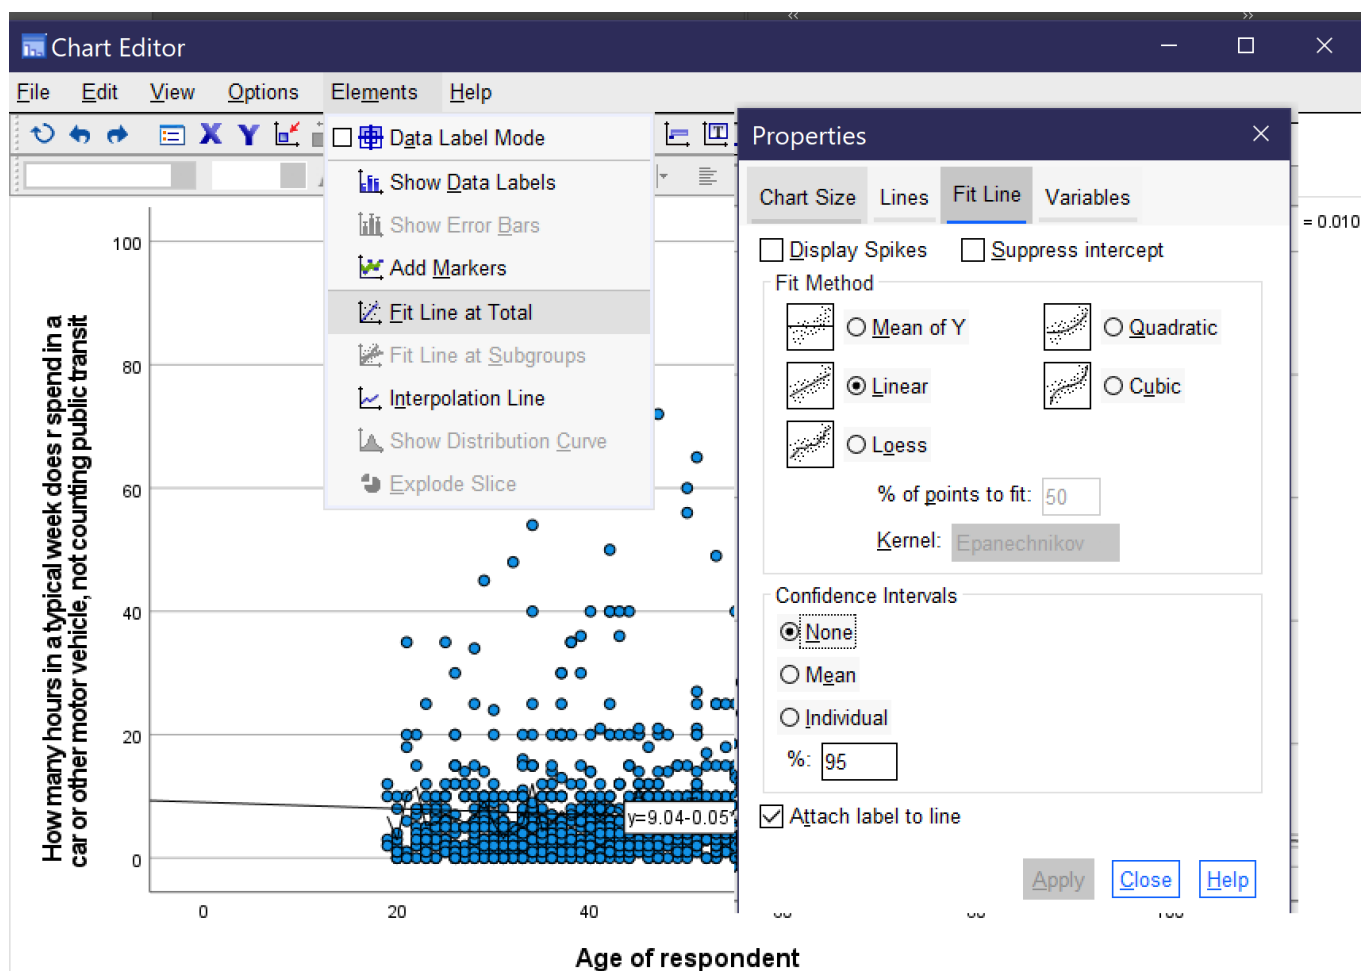 Chart Editor
File Edit View Options Elements Help
Data Label Mode
Show Data Labels
Show Error Bars
Add Markers
Fit Line at Total
Fit Line at Subgroups
Interpolation Line
Show Distribution Curve
Explode Slice
Properties
Chart Size Lines Fit Line Variables
Display Spikes Suppress intercept
Fit Method
Mean of Y Quadratic
Linear Cubic
Loess
% of points to fit: 50
Kernel: Epanechnikov
Confidence Intervals
None
Mean
Individual
%: 95
Attach label to line
Apply Close Help
= 0.010
How many hours in a typical week does r spend in a
car or other motor vehicle, not counting public transit
100
80
60
40
20
0
y=9.04-0.05*
0 20 40
Age of respondent